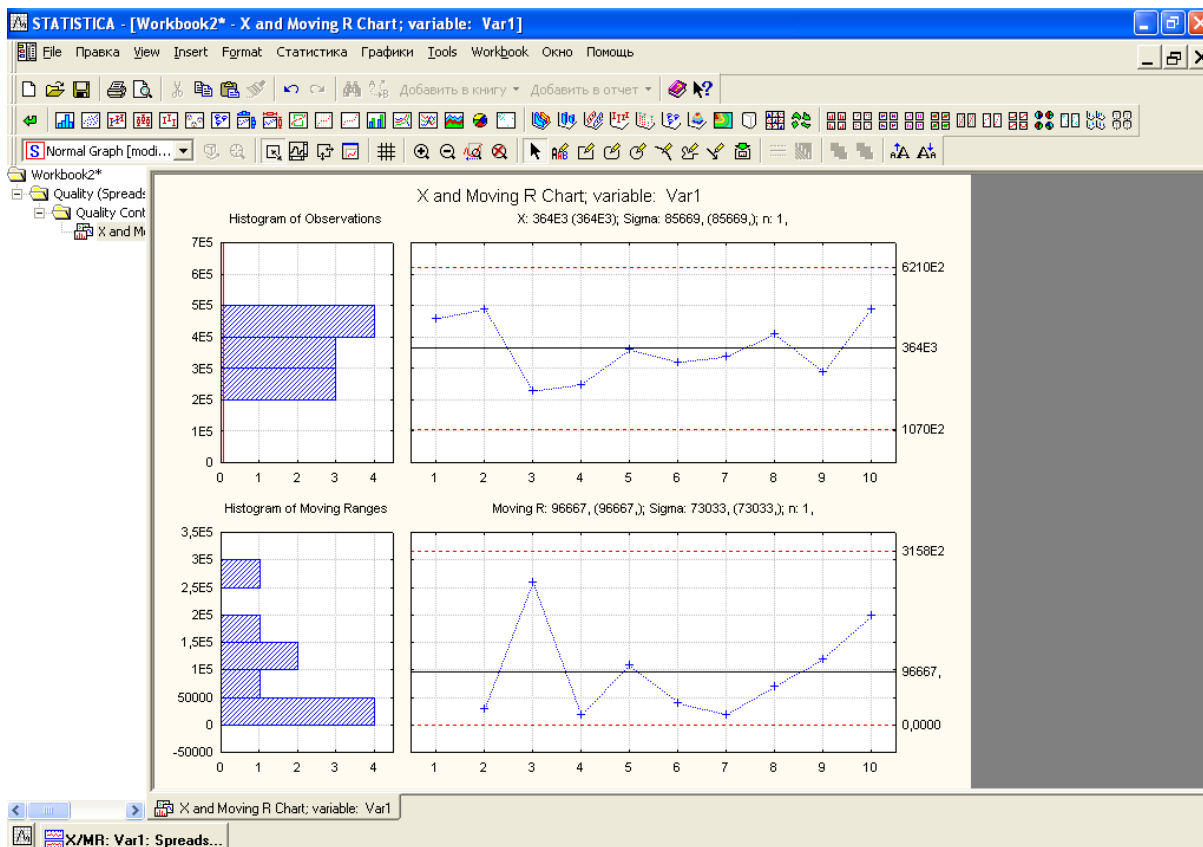 STATISTICA - [Workbook2* - X and Moving R Chart; variable: Var1]
File Правка View Insert Format Статистика Графики Tools Workbook Окно Помощь
Добавить в книгу Добавить в отчет
Normal Graph [modi...
Workbook2*
Quality (Spreads
Quality Cont
X and M
X and Moving R Chart; variable: Var1
Histogram of Observations
X: 364E3 (364E3); Sigma: 85669, (85669,); n: 1,
7E5
6E5
5E5
4E5
3E5
2E5
1E5
0
0 1 2 3 4
1 2 3 4 5 6 7 8 9 10
6210E2
364E3
1070E2
Histogram of Moving Ranges
Moving R: 96667, (96667,); Sigma: 73033, (73033,); n: 1,
3,5E5
3E5
2,5E5
2E5
1,5E5
1E5
50000
0
-50000
0 1 2 3 4
1 2 3 4 5 6 7 8 9 10
3158E2
96667,
0,0000
X and Moving R Chart; variable: Var1
X/MR: Var1: Spreads...